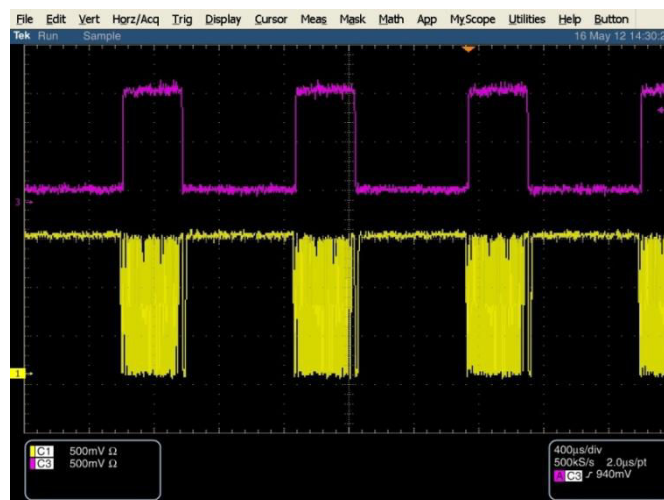 File Edit Vert Horz/Acq Trig Display Cursor Meas Mask Math App MyScope Utilities Help Button
Tek Run Sample 16 May 12 14:30:2
3
1
C1 500mV Ω
C3 500mV Ω
400µs/div
500kS/s 2.0µs/pt
A C3 ∕ 940mV